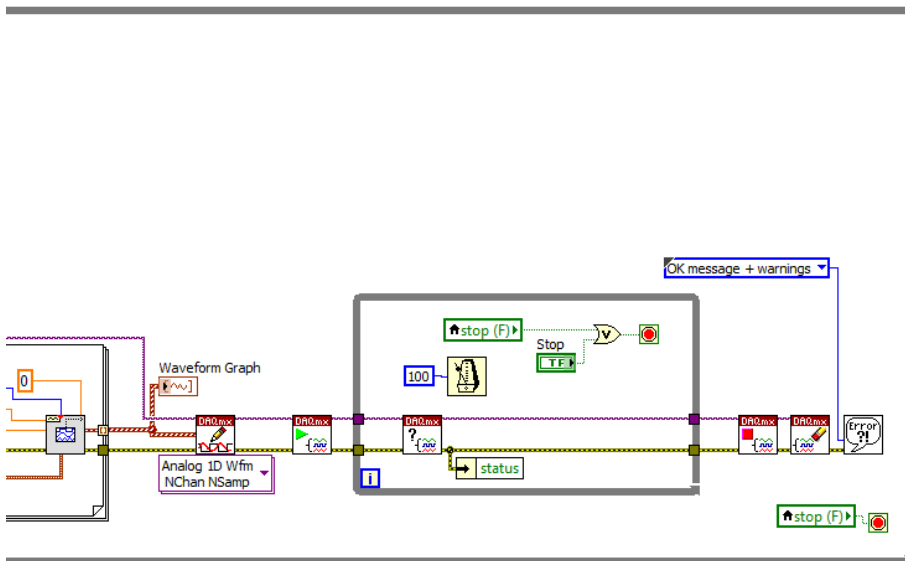 OK message + warnings
stop (F)
Stop
TF
0
Waveform Graph
100
DAQmx
DAQmx
DAQmx
?
DAQmx
DAQmx
Error
?!
Analog 1D Wfm
NChan NSamp
status
i
stop (F)